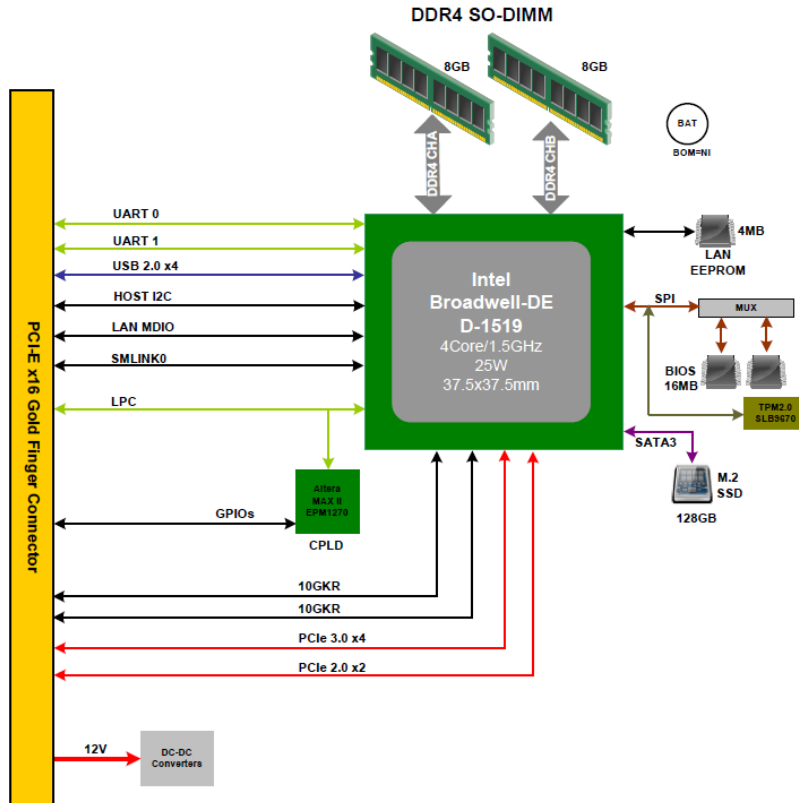 DDR4 SO-DIMM
8GB
8GB
BAT
BOM=NI
DDR4 CHA
DDR4 CHB
UART 0
UART 1
USB 2.0 x4
HOST I2C
LAN MDIO
SMLINK0
LPC
PCI-E x16 Gold Finger Connector
Intel
Broadwell-DE
D-1519
4Core/1.5GHz
25W
37.5x37.5mm
4MB
LAN
EEPROM
SPI
MUX
BIOS
16MB
TPM2.0
SLB9670
SATA3
M.2
SSD
128GB
Altera
MAX II
EPM1270
GPIOs
CPLD
10GKR
10GKR
PCIe 3.0 x4
PCIe 2.0 x2
12V
DC-DC
Converters